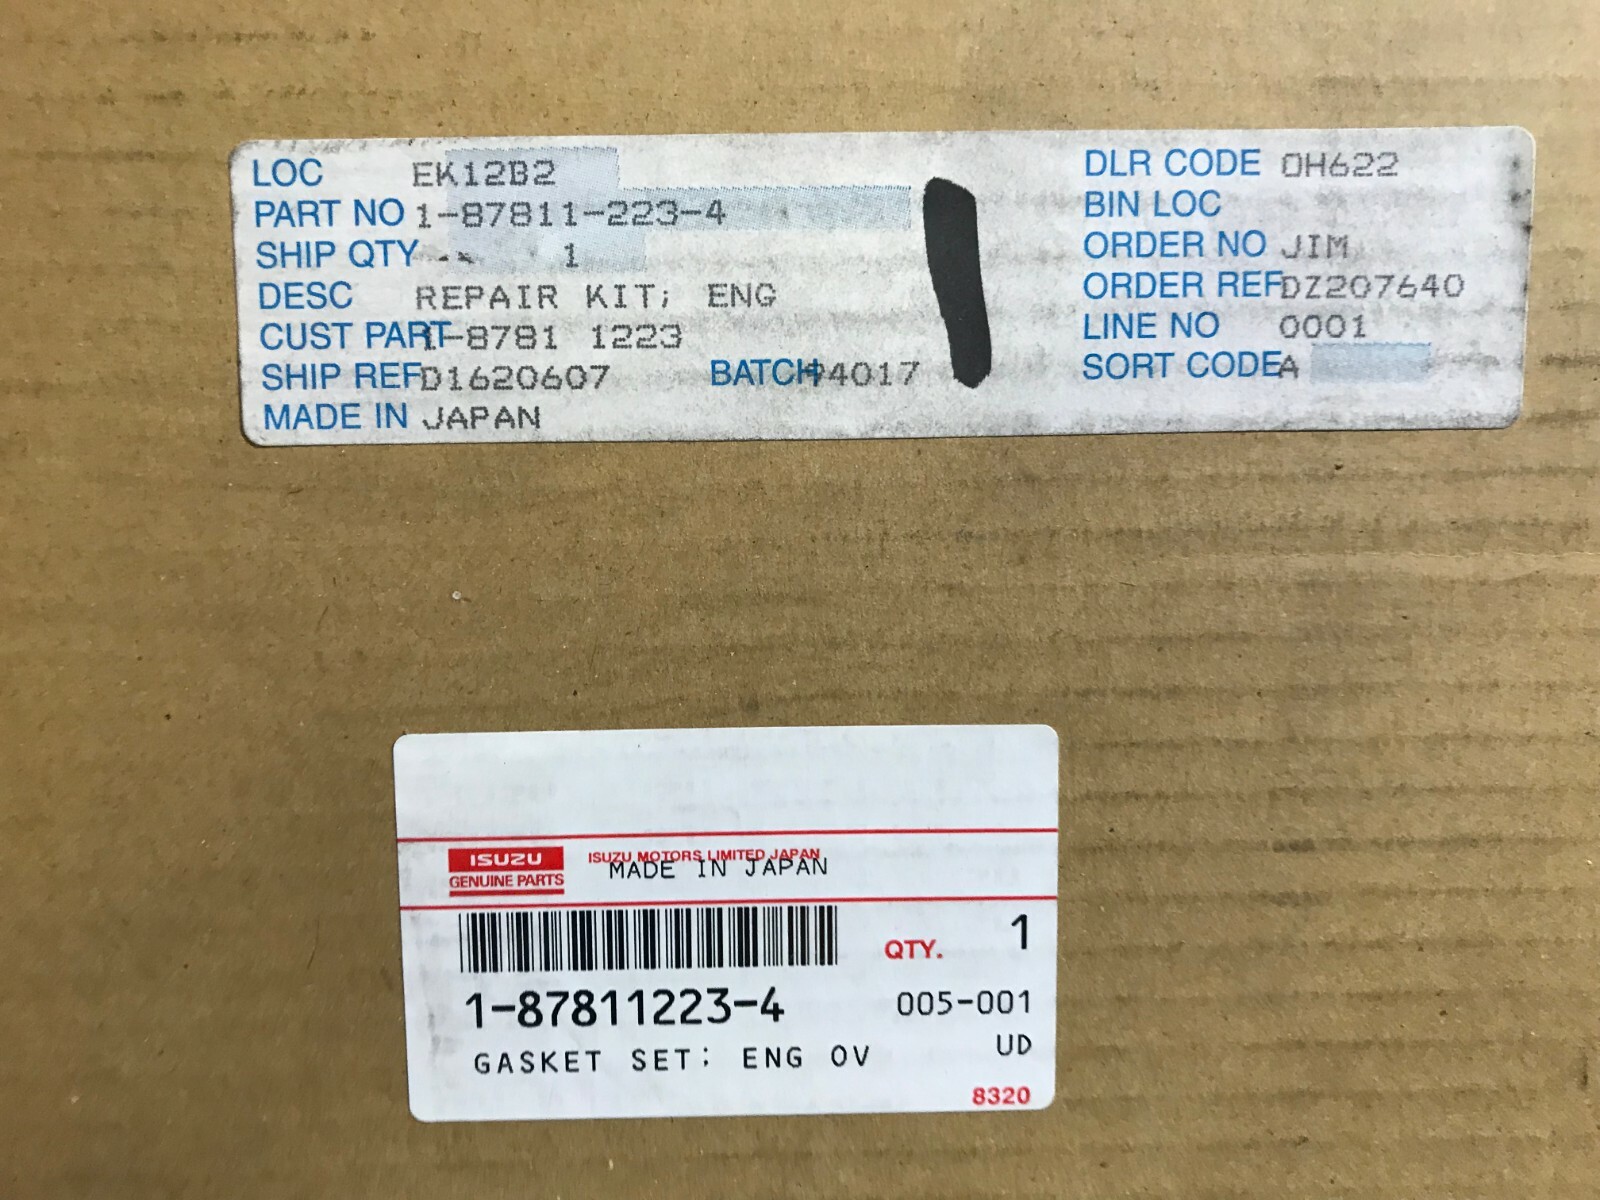 LOC EK12B2
PART NO 1-87811-223-4
SHIP QTY 1
DESC REPAIR KIT; ENG
CUST PART 1-8781 1223
SHIP REF D1620607 BATCH 94017
MADE IN JAPAN
DLR CODE 0H622
BIN LOC
ORDER NO JIM
ORDER REF DZ207640
LINE NO 0001
SORT CODE A
ISUZU
GENUINE PARTS
ISUZU MOTORS LIMITED JAPAN
MADE IN JAPAN
QTY. 1
1-87811223-4 005-001
GASKET SET; ENG OV UD
8320